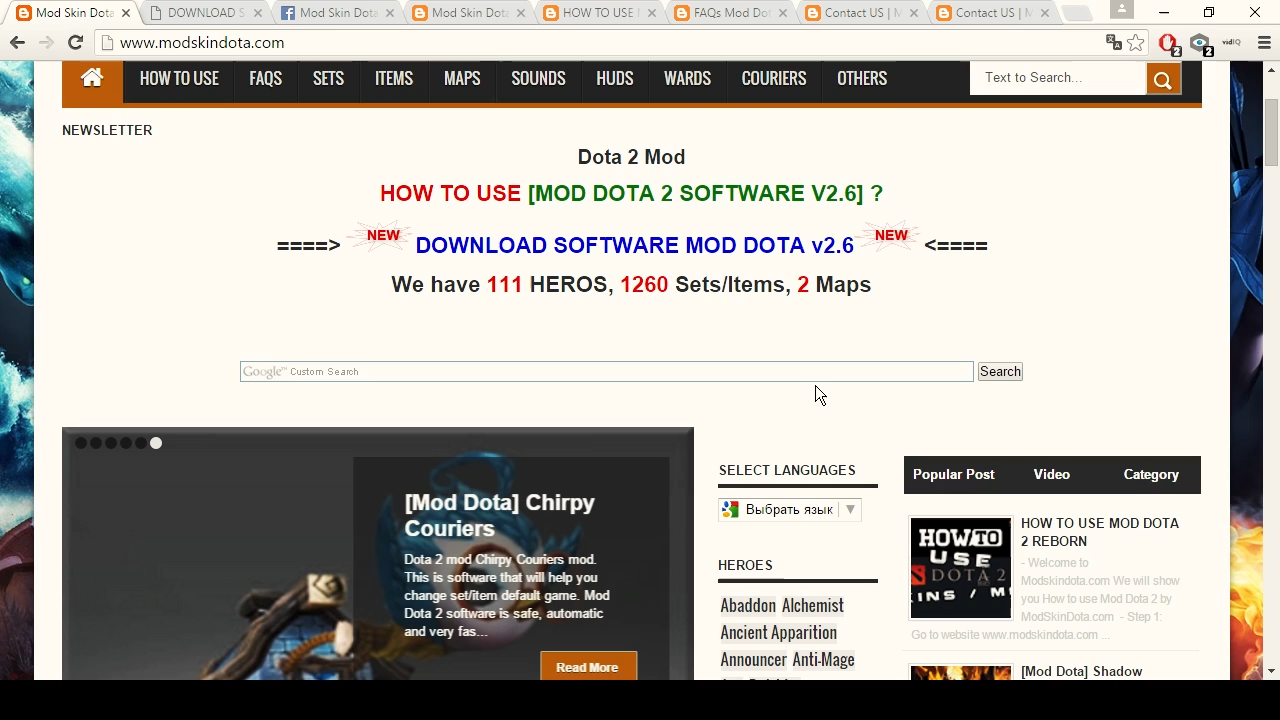 Mod Skin Dota
DOWNLOAD S
Mod Skin Dota
Mod Skin Dota
HOW TO USE
FAQs Mod Do
Contact US | M
Contact US | M
www.modskindota.com
2
2
vidIQ
HOW TO USE FAQS SETS ITEMS MAPS SOUNDS HUDS WARDS COURIERS OTHERS
Text to Search...
NEWSLETTER
Dota 2 Mod
HOW TO USE [MOD DOTA 2 SOFTWARE V2.6] ?
====> NEW DOWNLOAD SOFTWARE MOD DOTA v2.6 NEW <====
We have 111 HEROS, 1260 Sets/Items, 2 Maps
Google™ Custom Search
Search
[Mod Dota] Chirpy
Couriers
Dota 2 mod Chirpy Couriers mod.
This is software that will help you
change set/item default game. Mod
Dota 2 software is safe, automatic
and very fas...
Read More
SELECT LANGUAGES
Выбрать язык
HEROES
Abaddon Alchemist
Ancient Apparition
Announcer Anti-Mage
Popular Post Video Category
HOW TO
USE
DOTA 2
INS / M
HOW TO USE MOD DOTA
2 REBORN
- Welcome to
Modskindota.com We will show
you How to use Mod Dota 2 by
ModSkinDota.com - Step 1:
Go to website www.modskindota.com ...
[Mod Dota] Shadow